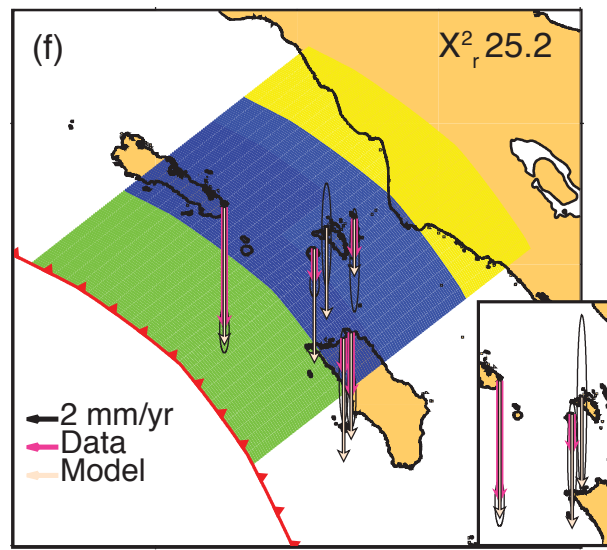 (f)
X²ᵣ 25.2
2 mm/yr
Data
Model